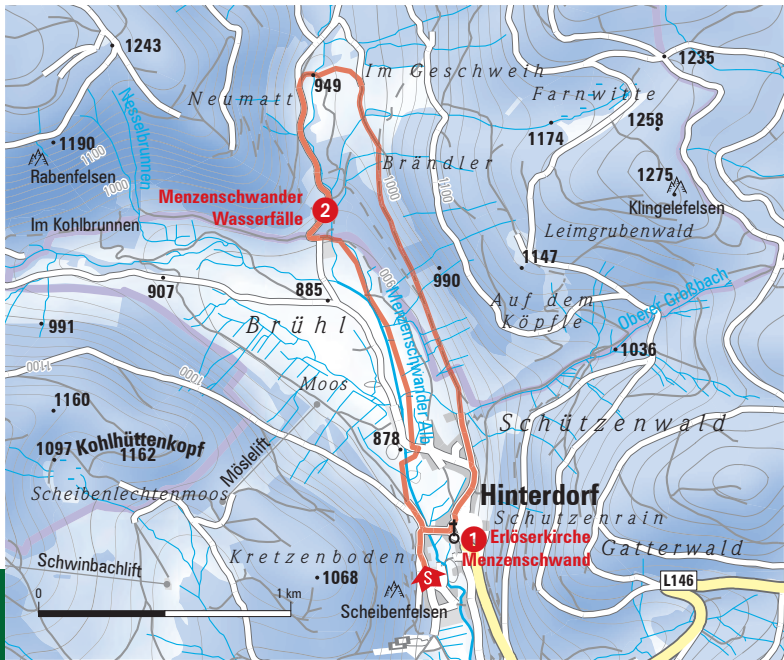 1243
1235
949
Im Geschweih
Neumatt
Farnwitte
Nesselbrunnen
1258
1174
1190
1100
Rabenfelsen
1000
Brändler
1000
1100
1275
Klingelefelsen
Menzenschwander
Wasserfälle
2
Im Kohlbrunnen
Leimgrubenwald
1147
990
900
907
885
Auf dem
Köpfle
Oberer Großbach
Menzenschwander Alb
991
Brühl
1036
1100
1000
Moos
1160
Schützenwald
878
1097
Kohlhüttenkopf
1162
Möslelift
Scheibenlechtenmoos
Hinterdorf
Schutzenrain
1
Erlöserkirche
Menzenschwand
Gatterwald
Kretzenboden
Schwinbachlift
1068
S
L146
0
1 km
Scheibenfelsen